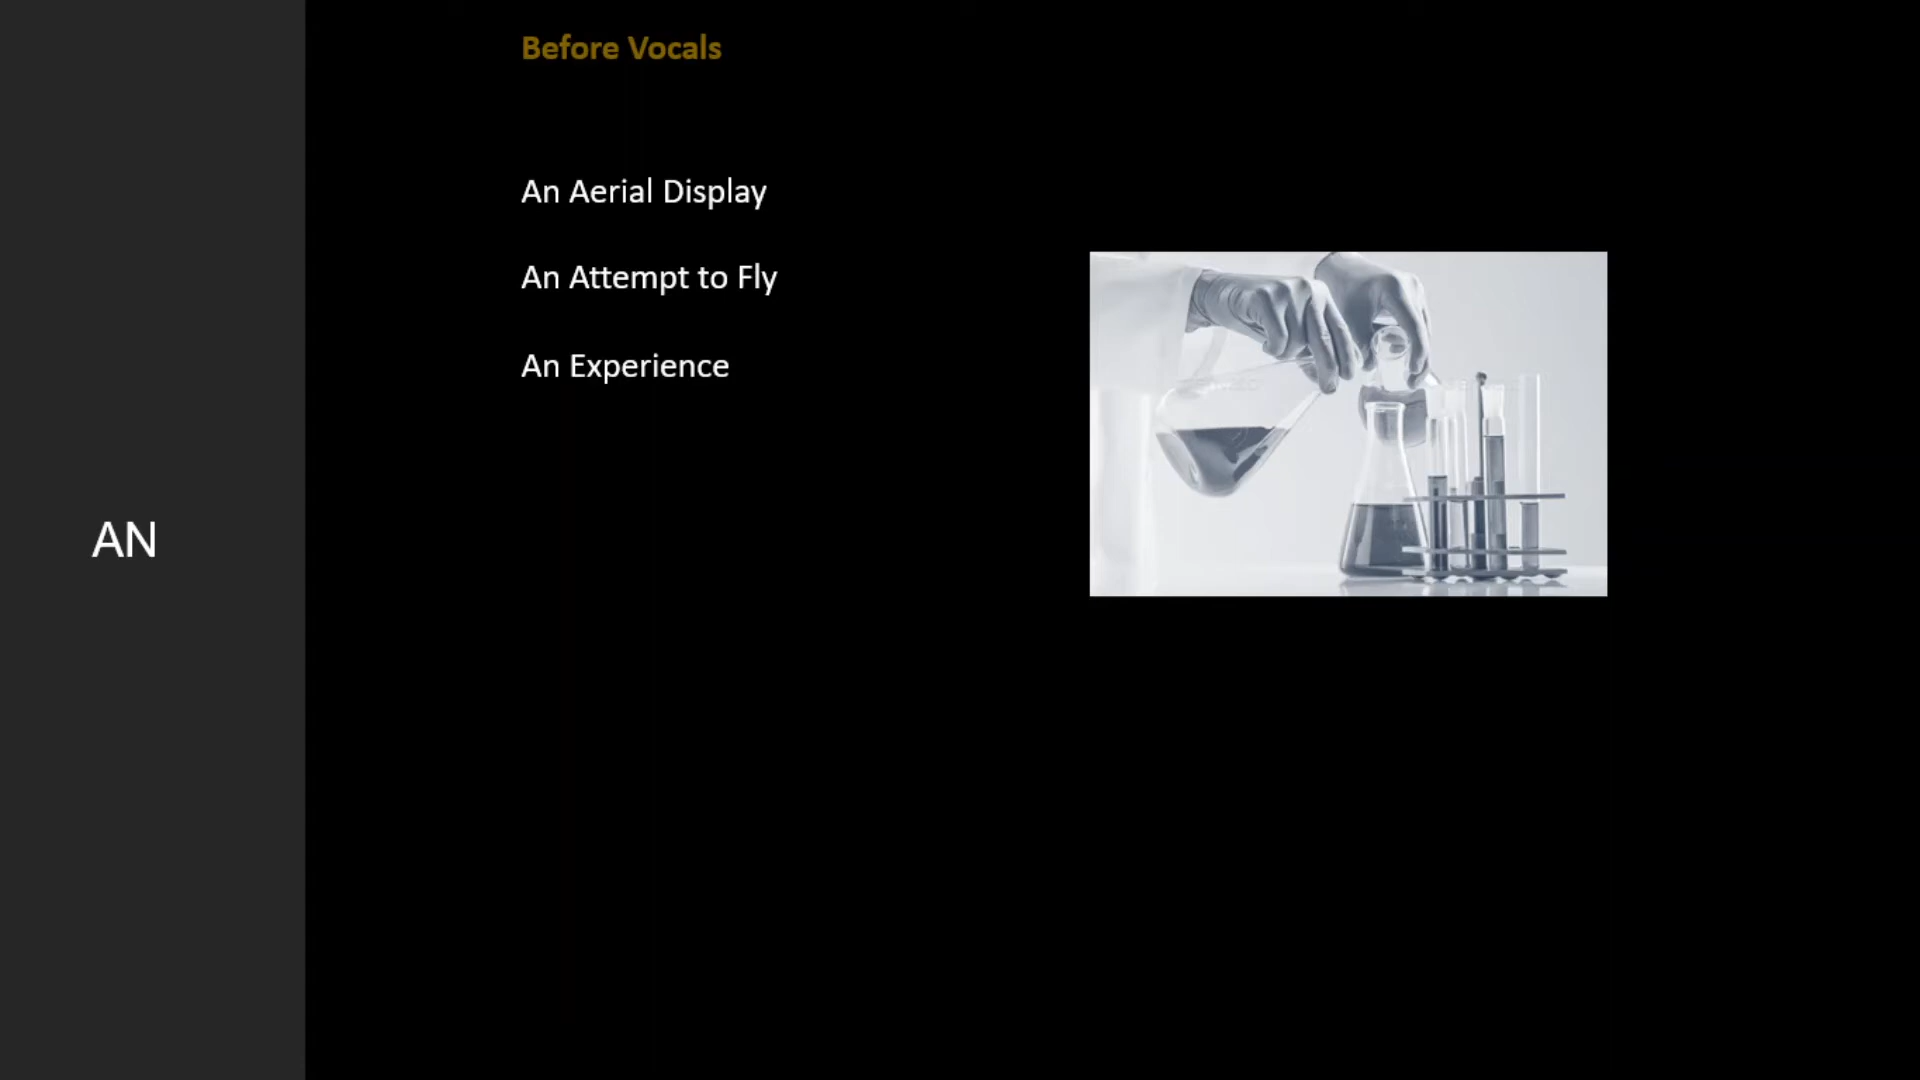 Before Vocals
An Aerial Display
An Attempt to Fly
An Experience
AN